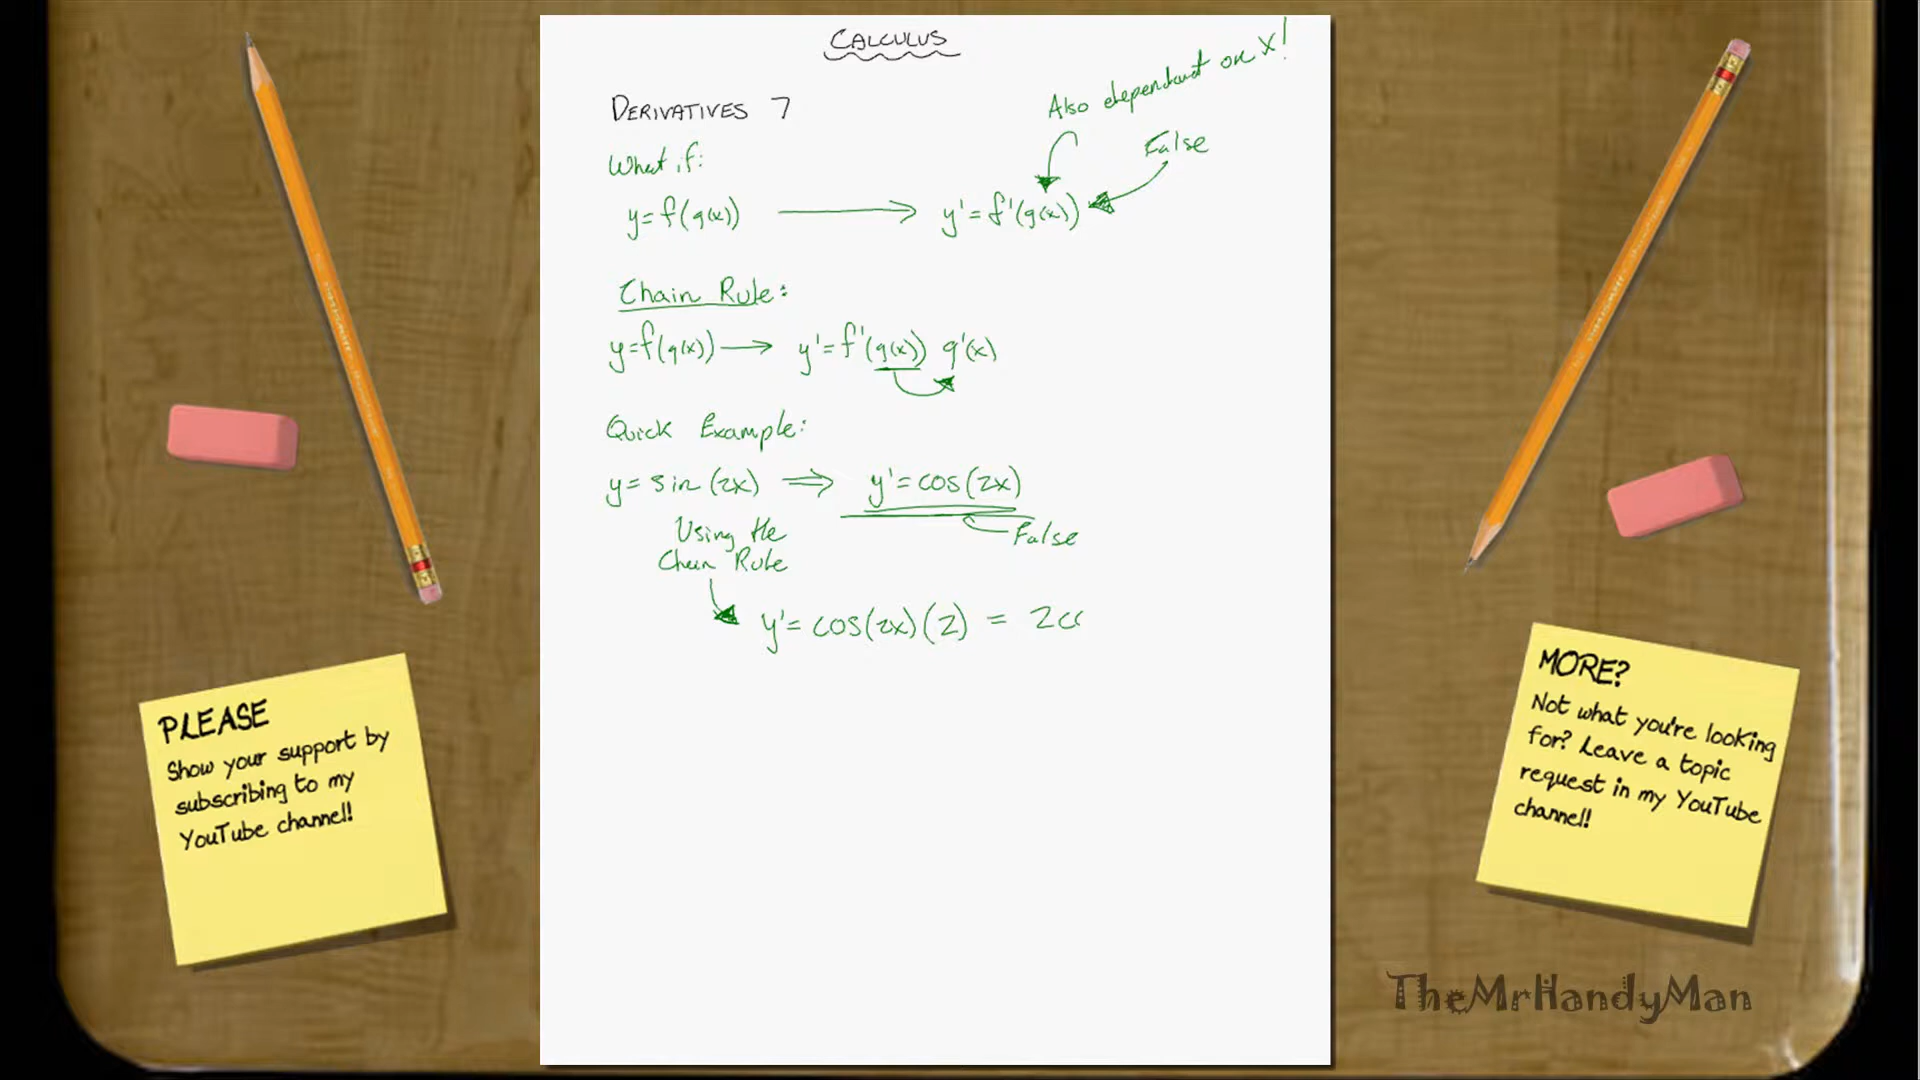 CALCULUS
Also dependant on x!
DERIVATIVES 7
False
What if:
y=f(g(x)) → y'=f'(g(x))
Chain Rule:
y=f(g(x)) → y'=f'(g(x)) g'(x)
Quick Example:
y=sin(2x) ⇒ y'=cos(2x)
Using the
Chain Rule
False
y'=cos(2x)(2) = 2co
PLEASE
Show your support by
subscribing to my
YouTube channel!
MORE?
Not what you're looking
for? Leave a topic
request in my YouTube
channel!
TheMrHandyMan